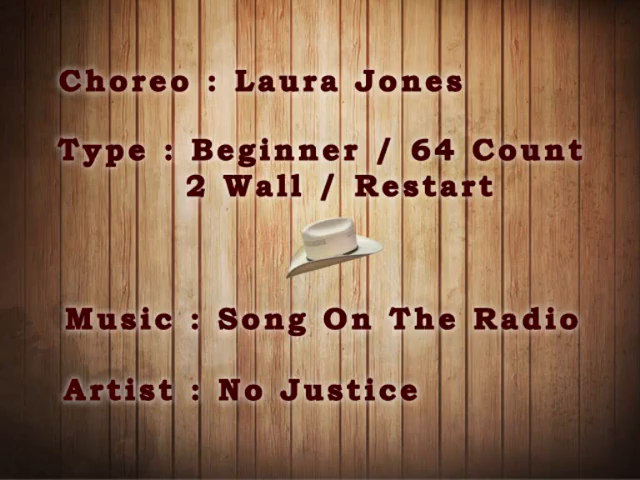 Choreo : Laura Jones
Type : Beginner / 64 Count
2 Wall / Restart
Music : Song On The Radio
Artist : No Justice